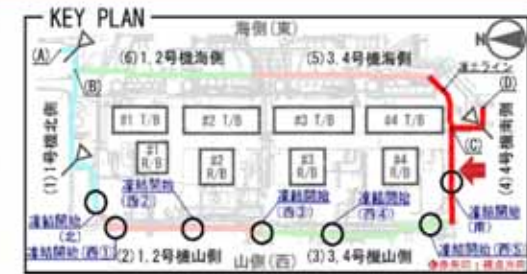 KEY PLAN
海側(東)
N
(A)
(B)
(6)1.2号機海側
(5)3.4号機海側
凍土ライン
(D)
(1)1号機北側
#1 T/B
#2 T/B
#3 T/B
#4 T/B
(C)
(4)4号機南側
#1
R/B
#2
R/B
#3
R/B
#4
R/B
凍結開始
(西②)
凍結開始
(西③)
凍結開始
(西④)
凍結開始
(北)
凍結開始(西①)
凍結開始
(南)
凍結開始(西⑤)
(2)1.2号機山側
山側(西)
(3)3.4号機山側